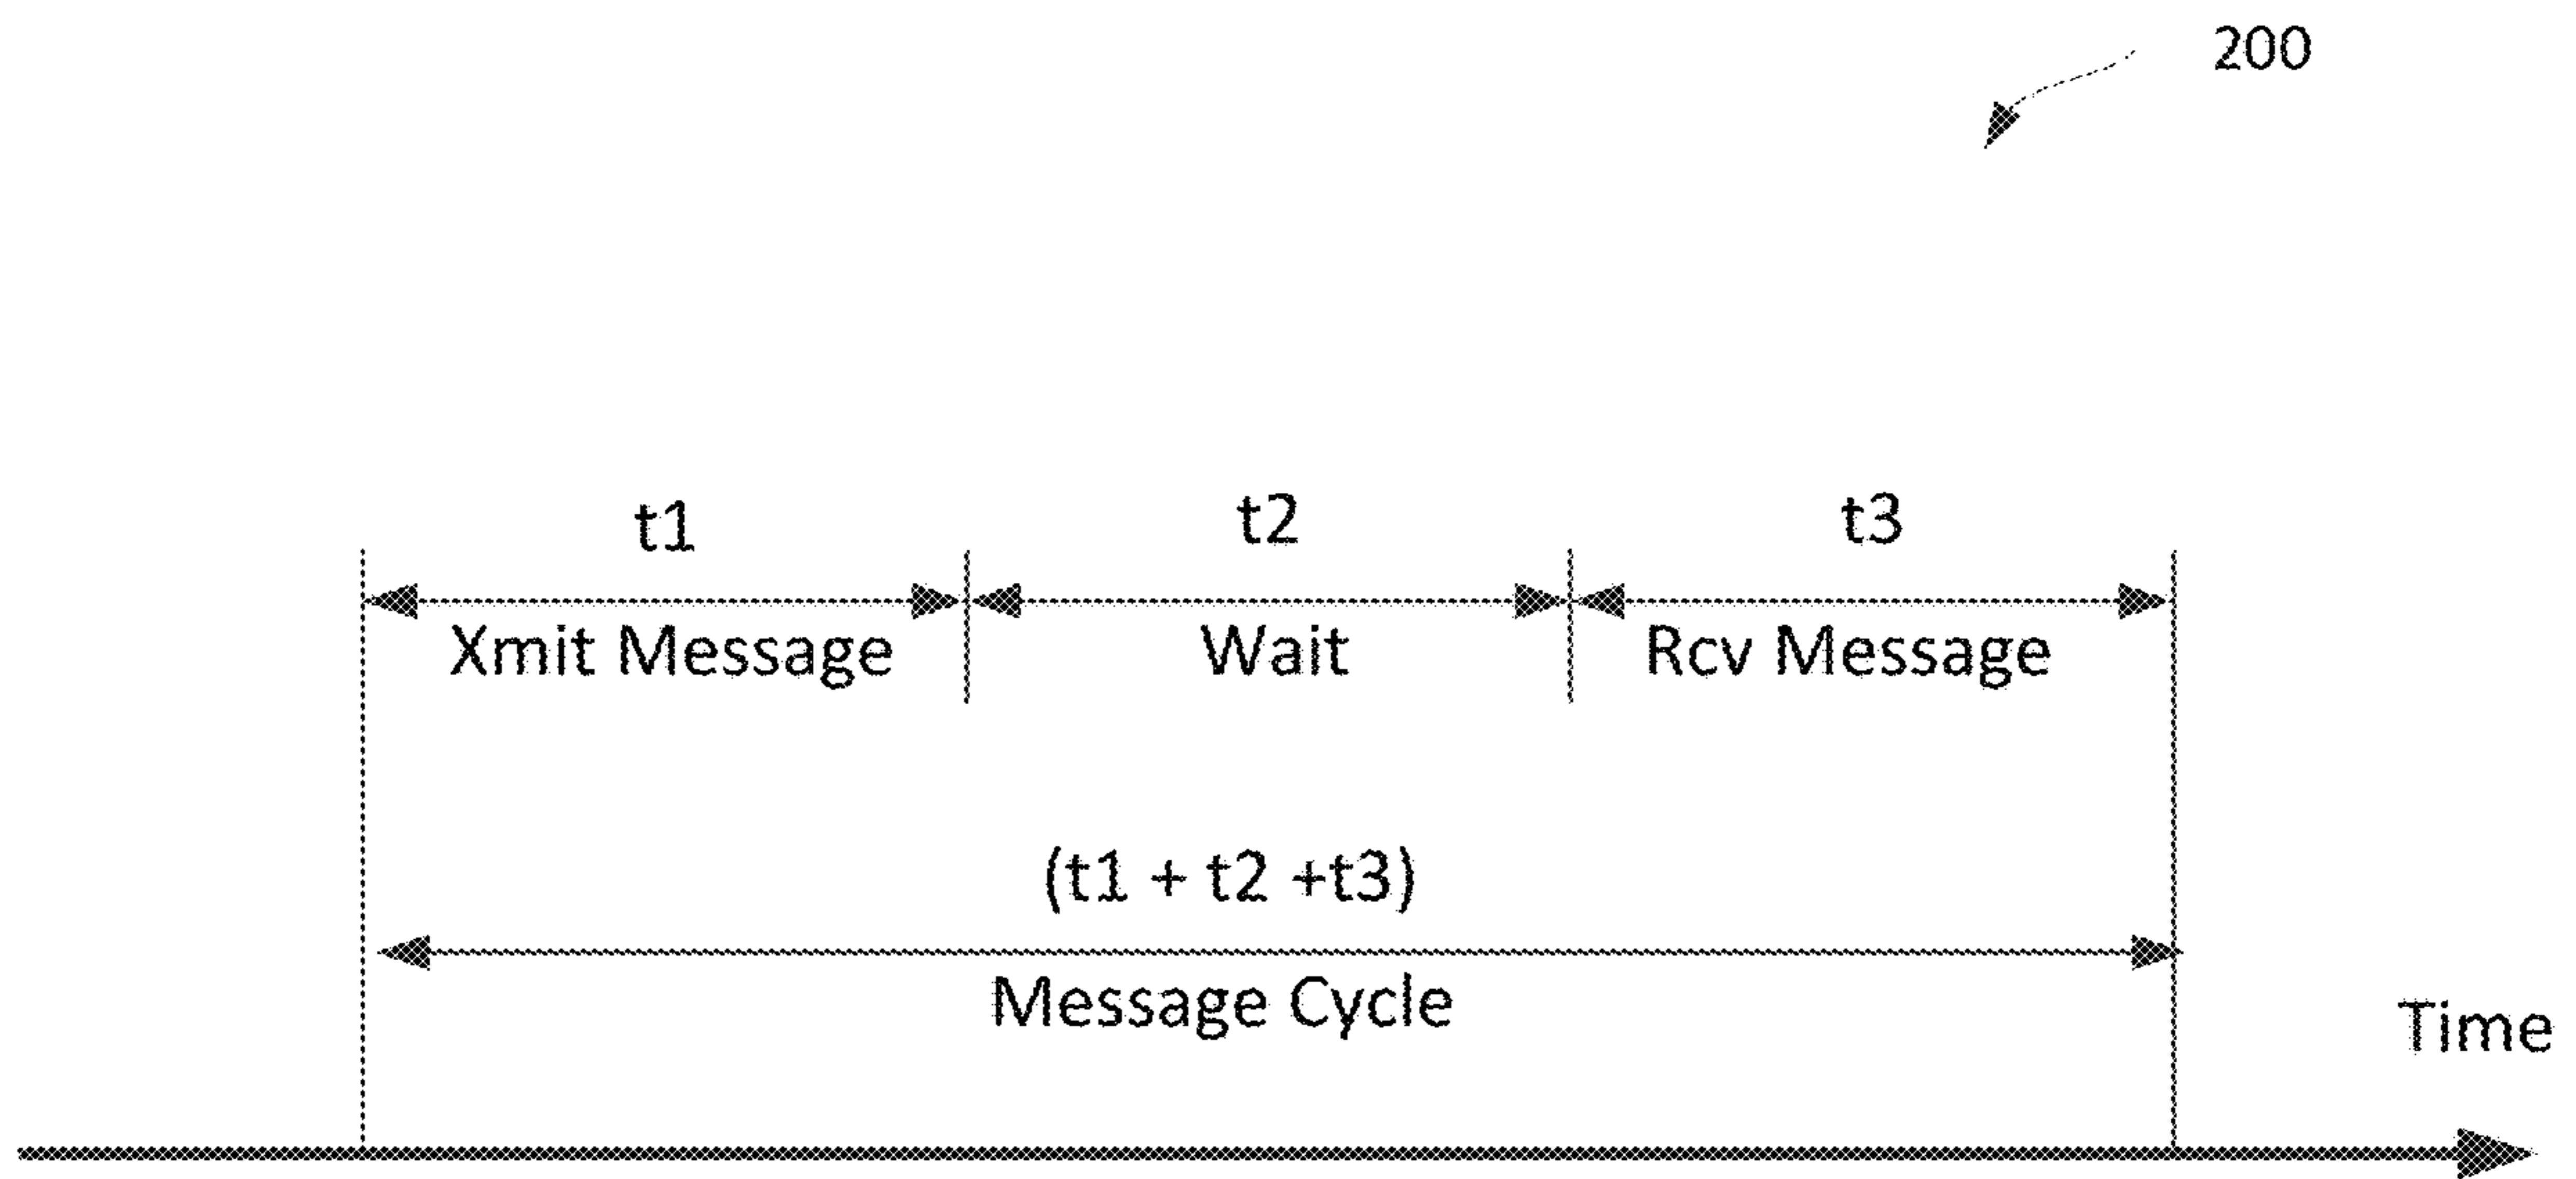 200
t1 t2 t3
Xmit Message Wait Rcv Message
(t1 + t2 +t3)
Message Cycle
Time